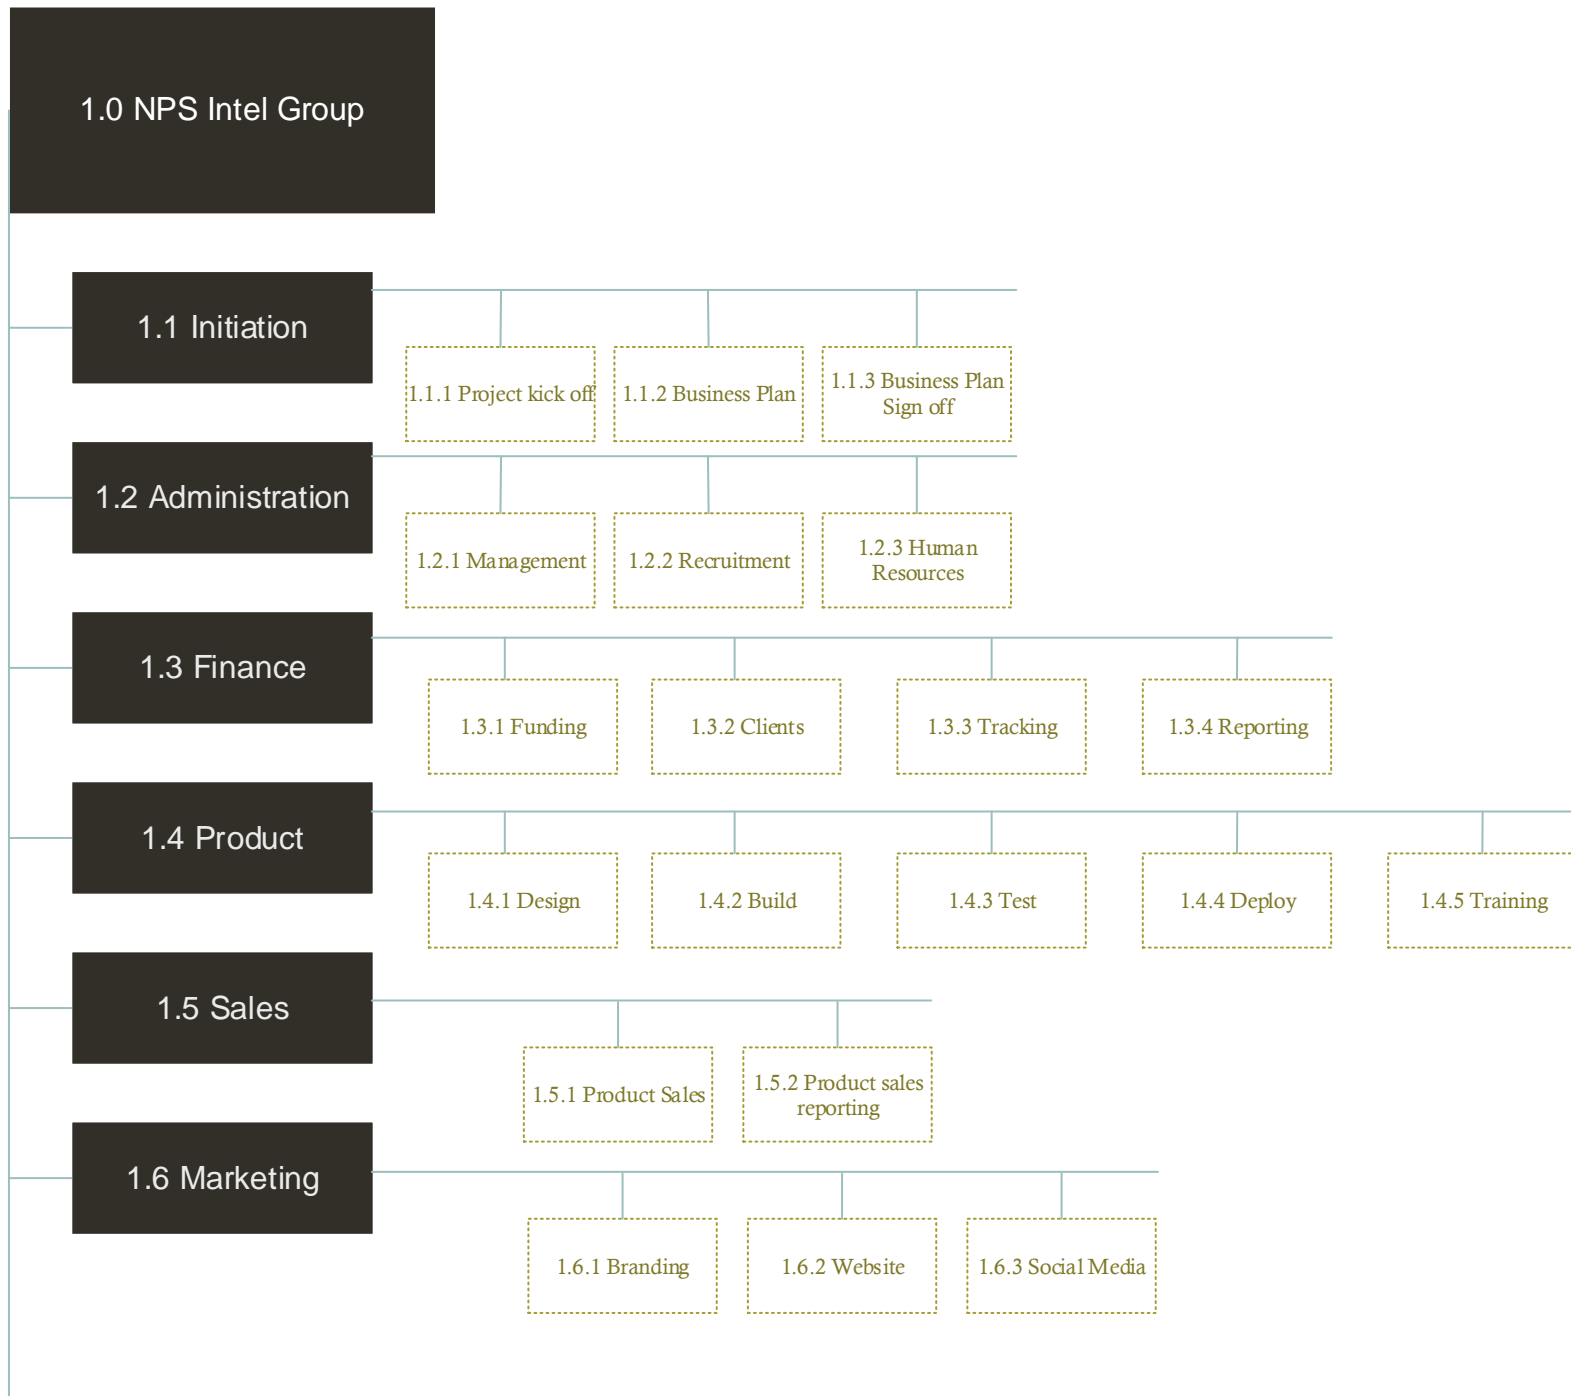 1.0 NPS Intel Group
1.1 Initiation
1.1.1 Project kick off
1.1.2 Business Plan
1.1.3 Business Plan
Sign off
1.2 Administration
1.2.1 Management
1.2.2 Recruitment
1.2.3 Human
Resources
1.3 Finance
1.3.1 Funding
1.3.2 Clients
1.3.3 Tracking
1.3.4 Reporting
1.4 Product
1.4.1 Design
1.4.2 Build
1.4.3 Test
1.4.4 Deploy
1.4.5 Training
1.5 Sales
1.5.1 Product Sales
1.5.2 Product sales
reporting
1.6 Marketing
1.6.1 Branding
1.6.2 Website
1.6.3 Social Media